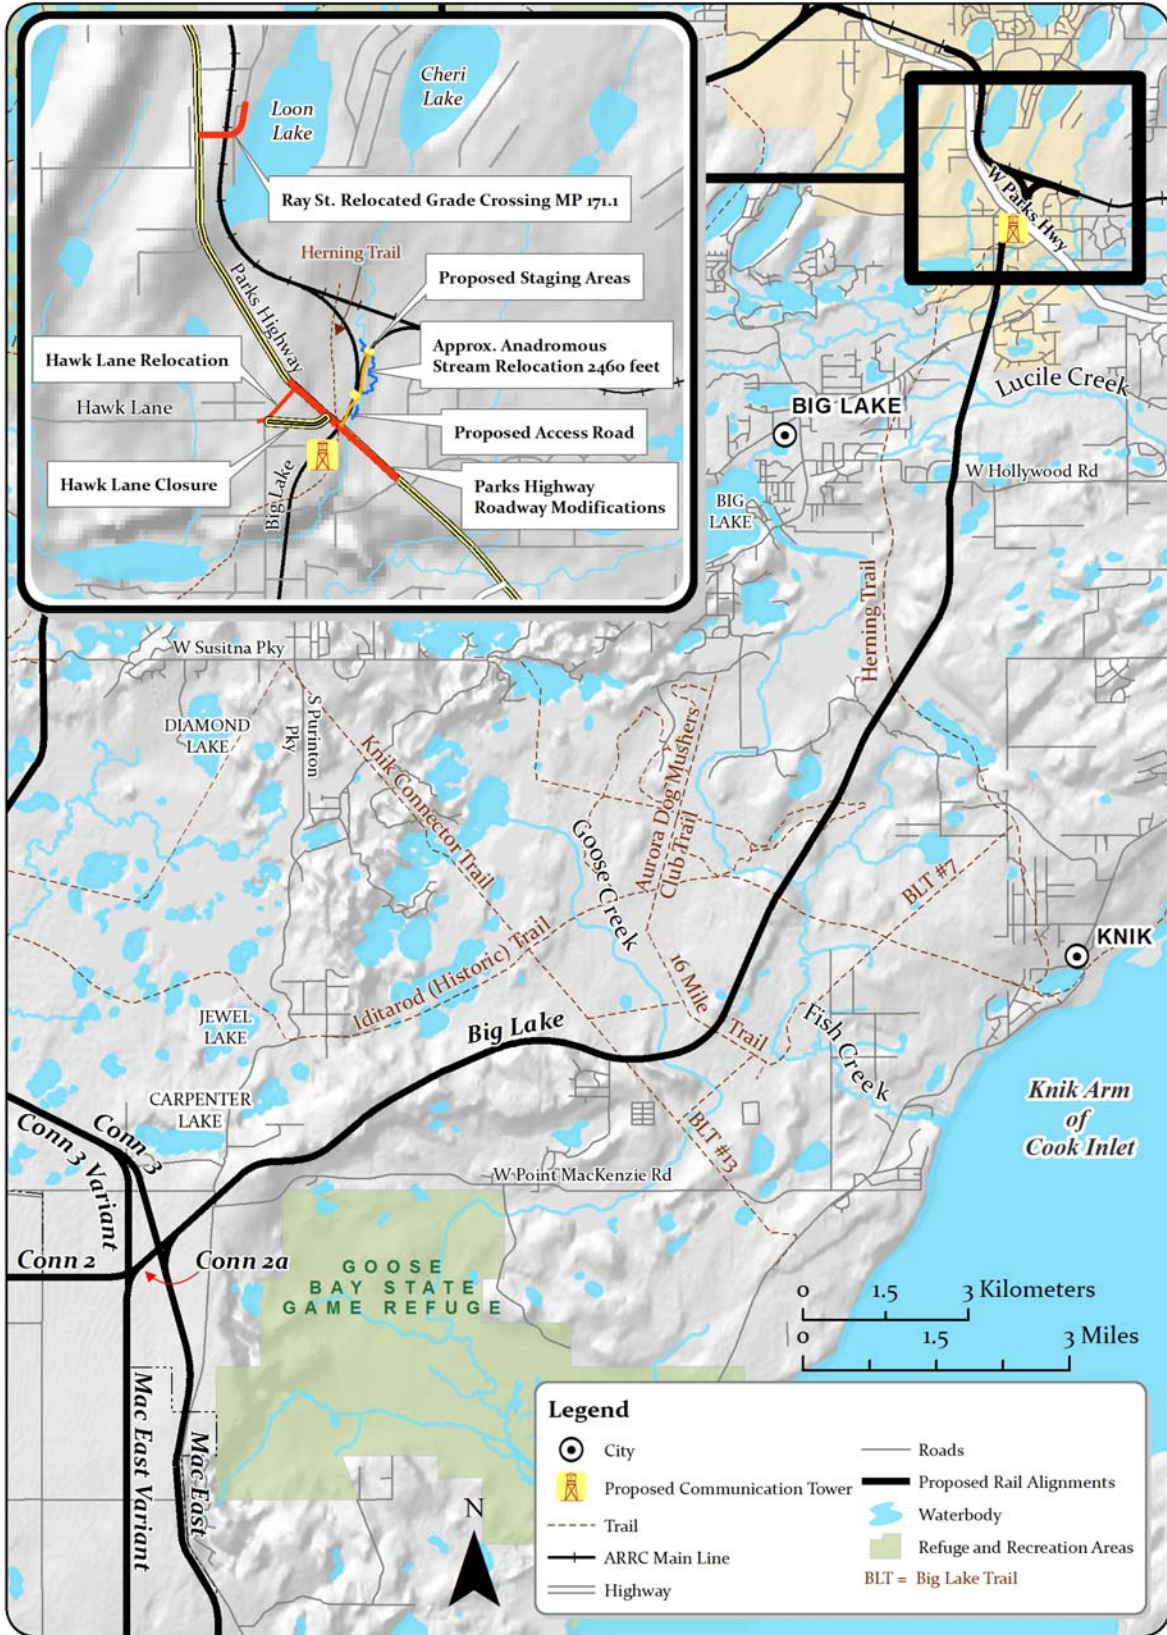 Cheri
Lake
Loon
Lake
Ray St. Relocated Grade Crossing MP 171.1
Herning Trail
Proposed Staging Areas
Parks Highway
Hawk Lane Relocation
Approx. Anadromous
Stream Relocation 2460 feet
Hawk Lane
Proposed Access Road
Hawk Lane Closure
Big Lake
Parks Highway
Roadway Modifications
W Parks Hwy
Lucile Creek
BIG LAKE
W Hollywood Rd
BIG
LAKE
Herning Trail
W Susitna Pky
S Purinton
Pky
DIAMOND
LAKE
Knik Connector Trail
Aurora Dog Mushers
Club Trail
Goose Creek
BLT #7
KNIK
Iditarod (Historic) Trail
16 Mile
Trail
JEWEL
LAKE
Big Lake
Fish Creek
CARPENTER
LAKE
Knik Arm
of
Cook Inlet
Conn 3
Conn 3 Variant
BLT #13
W Point MacKenzie Rd
Conn 2
Conn 2a
GOOSE
BAY STATE
GAME REFUGE
0 1.5 3 Kilometers
0 1.5 3 Miles
Mac East Variant
Mac East
N
Legend
City
Proposed Communication Tower
Trail
ARRC Main Line
Highway
Roads
Proposed Rail Alignments
Waterbody
Refuge and Recreation Areas
BLT = Big Lake Trail